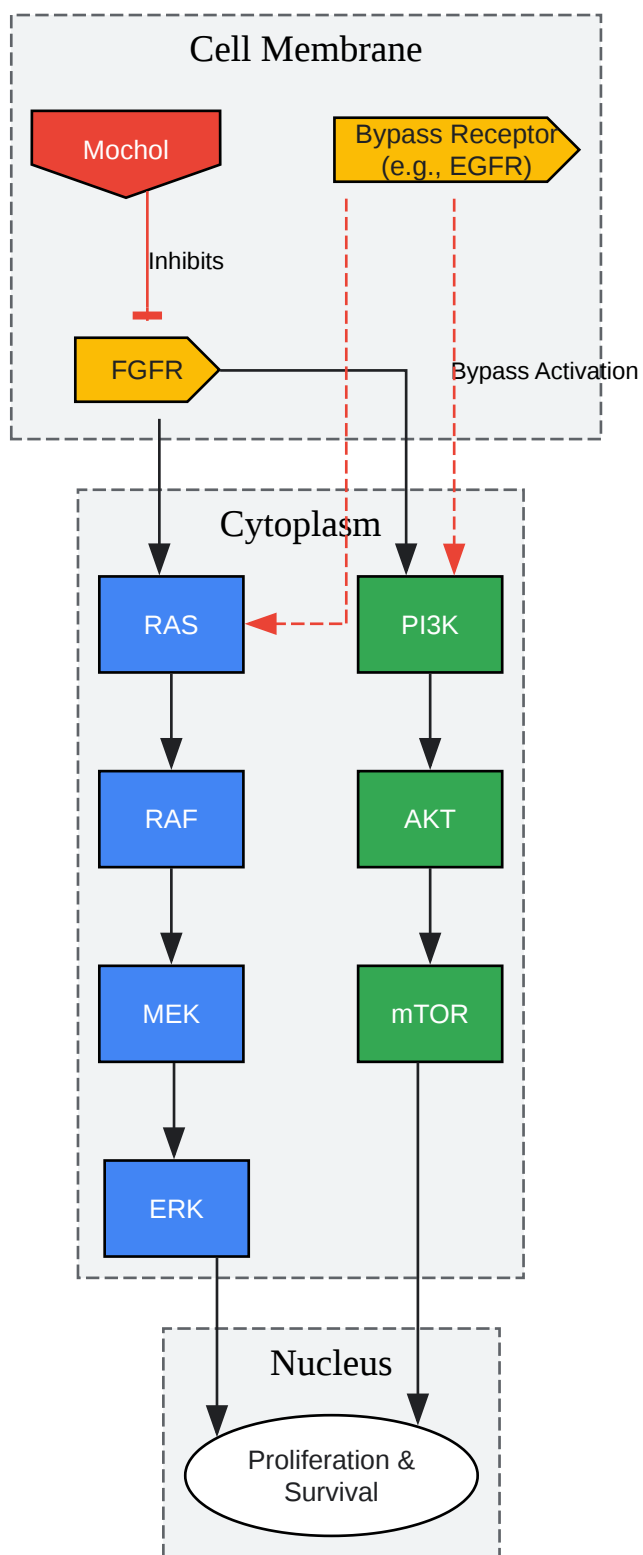 Cell Membrane
Mochol
Bypass Receptor
(e.g., EGFR)
Inhibits
FGFR
Bypass Activation
Cytoplasm
RAS
PI3K
RAF
AKT
MEK
mTOR
ERK
Nucleus
Proliferation &
Survival